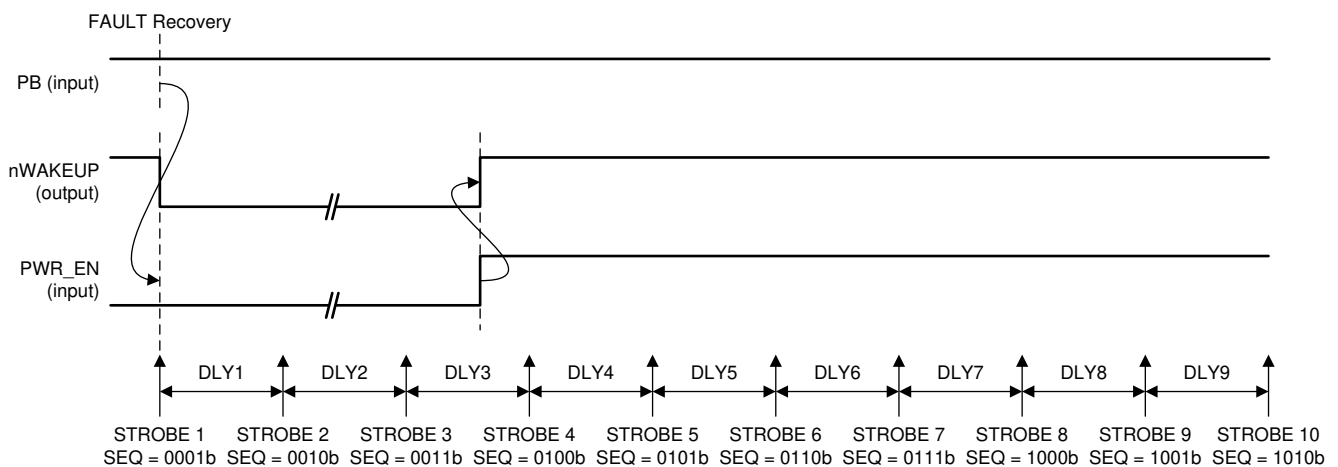 FAULT Recovery
PB (input)
nWAKEUP
(output)
PWR_EN
(input)
DLY1 DLY2 DLY3 DLY4 DLY5 DLY6 DLY7 DLY8 DLY9
STROBE 1 STROBE 2 STROBE 3 STROBE 4 STROBE 5 STROBE 6 STROBE 7 STROBE 8 STROBE 9 STROBE 10
SEQ = 0001b SEQ = 0010b SEQ = 0011b SEQ = 0100b SEQ = 0101b SEQ = 0110b SEQ = 0111b SEQ = 1000b SEQ = 1001b SEQ = 1010b